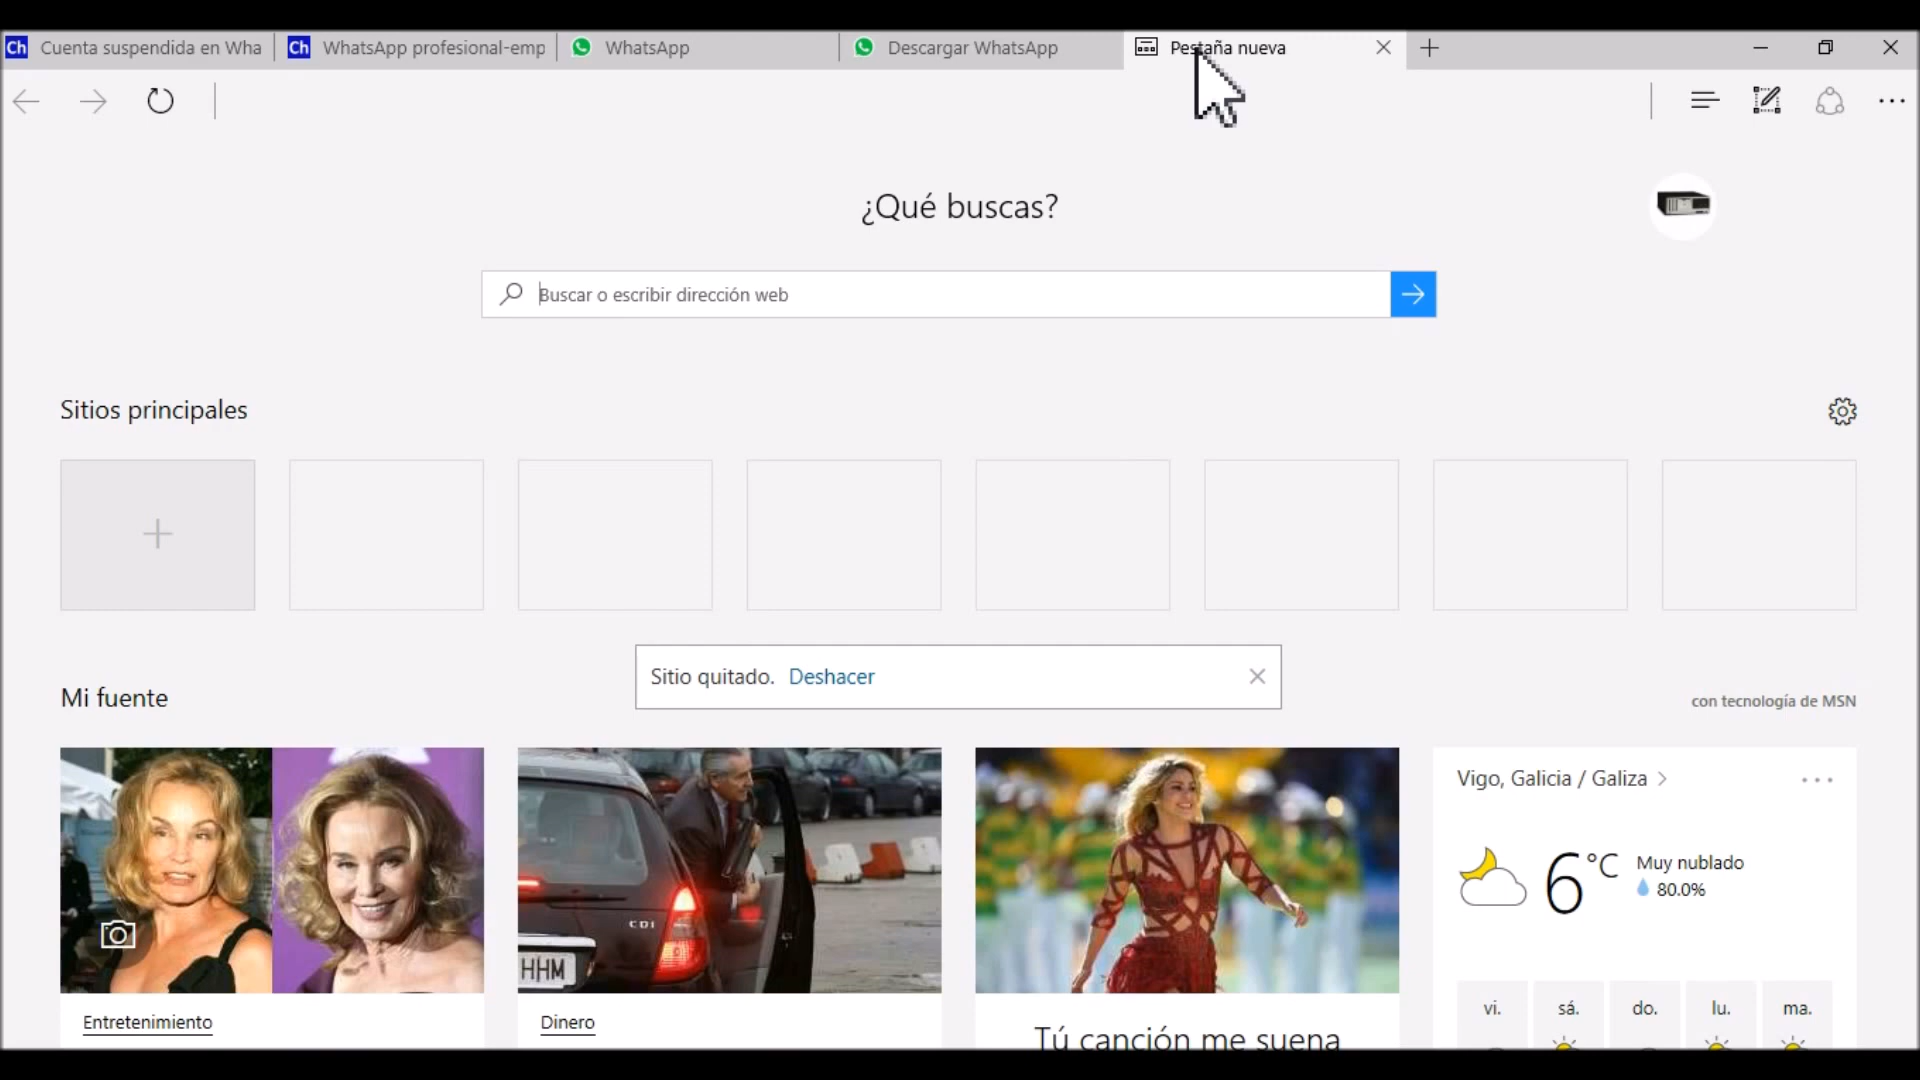 Ch Cuenta suspendida en Wha
Ch WhatsApp profesional-emp
WhatsApp
Descargar WhatsApp
Pestaña nueva
¿Qué buscas?
Buscar o escribir dirección web
Sitios principales
Sitio quitado. Deshacer
Mi fuente
con tecnología de MSN
CDI
HHM
Vigo, Galicia / Galiza
6°C
Muy nublado
80.0%
vi. sá. do. lu. ma.
Entretenimiento
Dinero
Tú canción me suena